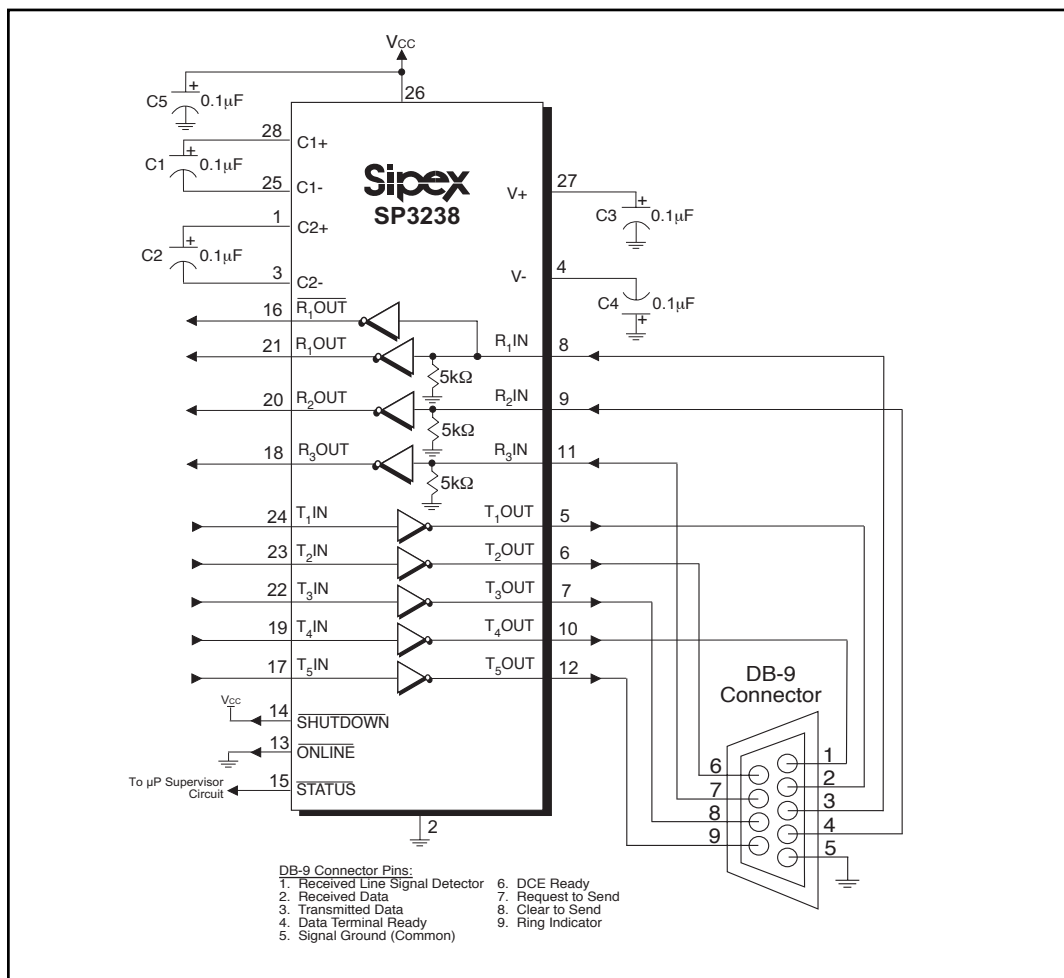 VCC
26
C5
+
0.1µF
28
C1+
C1
+
0.1µF
25
C1-
1
C2+
C2
+
0.1µF
3
C2-
Sipex
SP3238
V+
27
C3
+
0.1µF
V-
4
C4
0.1µF
+
16
R1OUT
21
R1OUT
R1IN
8
5kΩ
20
R2OUT
R2IN
9
5kΩ
18
R3OUT
R3IN
11
5kΩ
24
T1IN
T1OUT
5
23
T2IN
T2OUT
6
22
T3IN
T3OUT
7
19
T4IN
T4OUT
10
17
T5IN
T5OUT
12
VCC
14
SHUTDOWN
13
ONLINE
To µP Supervisor
Circuit
15
STATUS
2
DB-9
Connector
6
7
8
9
1
2
3
4
5
DB-9 Connector Pins:
1. Received Line Signal Detector
2. Received Data
3. Transmitted Data
4. Data Terminal Ready
5. Signal Ground (Common)
6. DCE Ready
7. Request to Send
8. Clear to Send
9. Ring Indicator